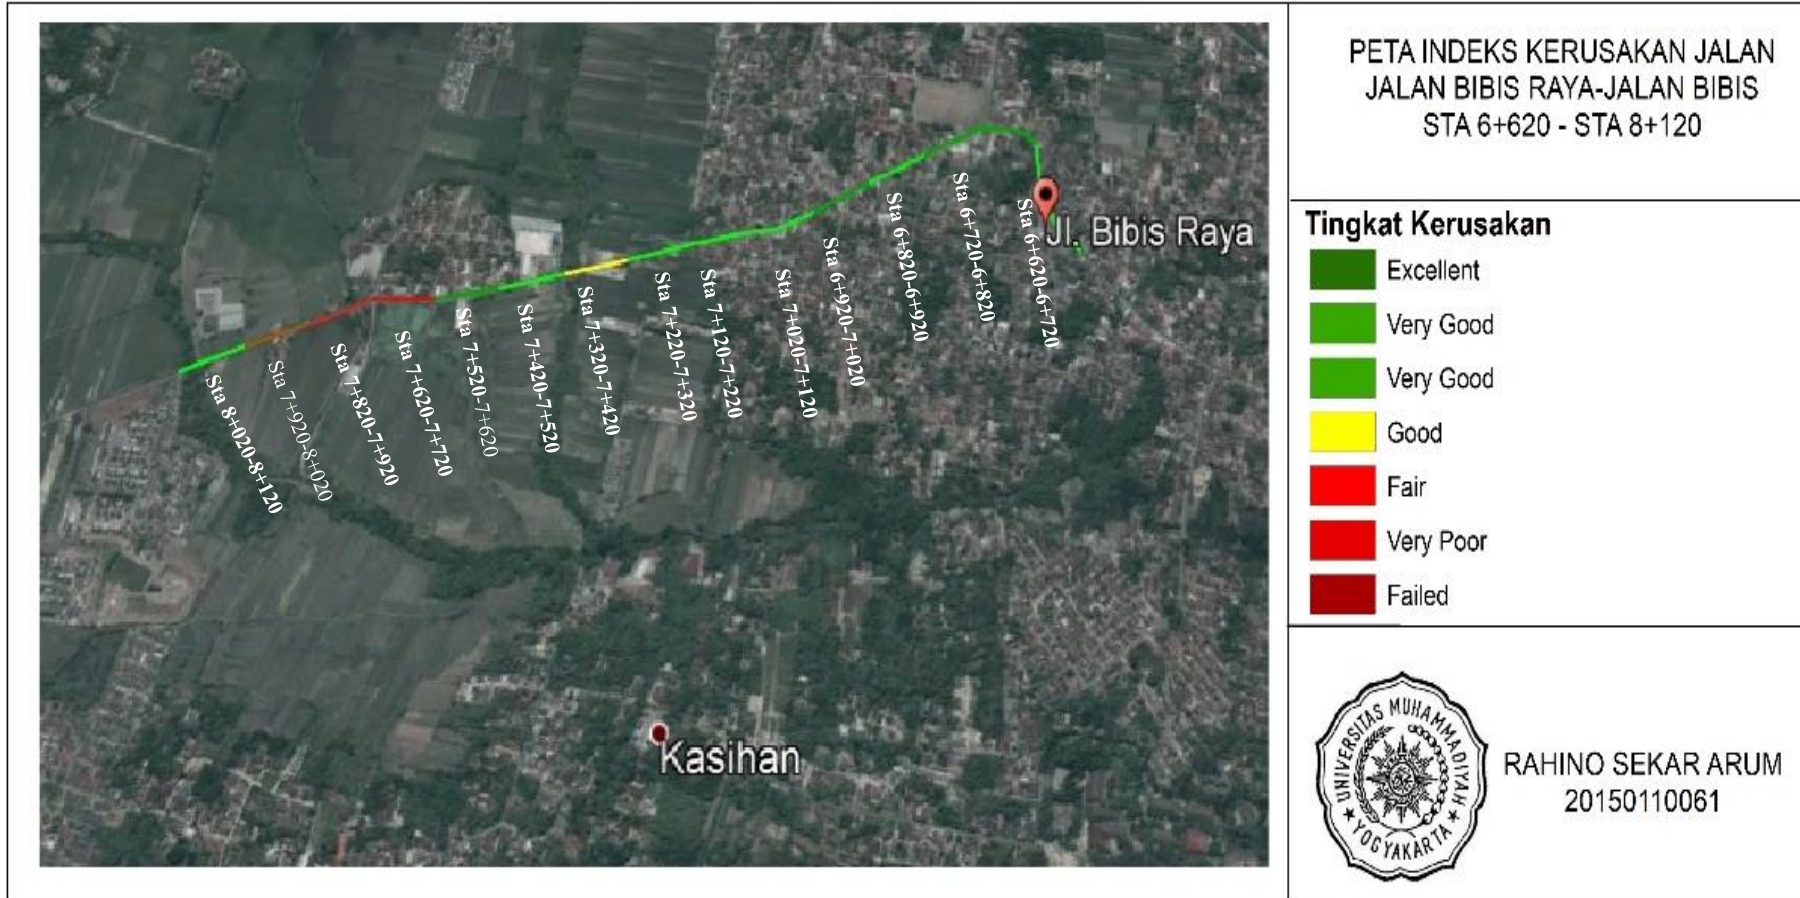 PETA INDEKS KERUSAKAN JALAN
JALAN BIBIS RAYA-JALAN BIBIS
STA 6+620 - STA 8+120
Tingkat Kerusakan
Excellent
Very Good
Very Good
Good
Fair
Very Poor
Failed
UNIVERSITAS MUHAMMADIYAH
YOGYAKARTA
RAHINO SEKAR ARUM
20150110061
Jl. Bibis Raya
Kasihan
Sta 8+020-8+120
Sta 7+920-8+020
Sta 7+820-7+920
Sta 7+620-7+720
Sta 7+520-7+620
Sta 7+420-7+520
Sta 7+320-7+420
Sta 7+220-7+320
Sta 7+120-7+220
Sta 7+020-7+120
Sta 6+920-7+020
Sta 6+820-6+920
Sta 6+720-6+820
Sta 6+620-6+720